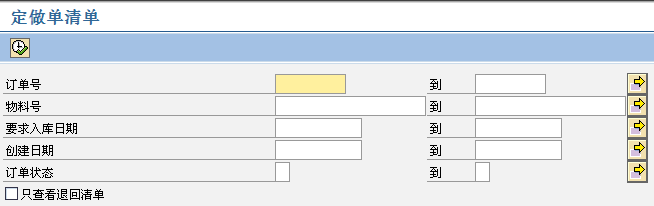 定做单清单
订单号 到
物料号 到
要求入库日期 到
创建日期 到
订单状态 到
只查看退回清单